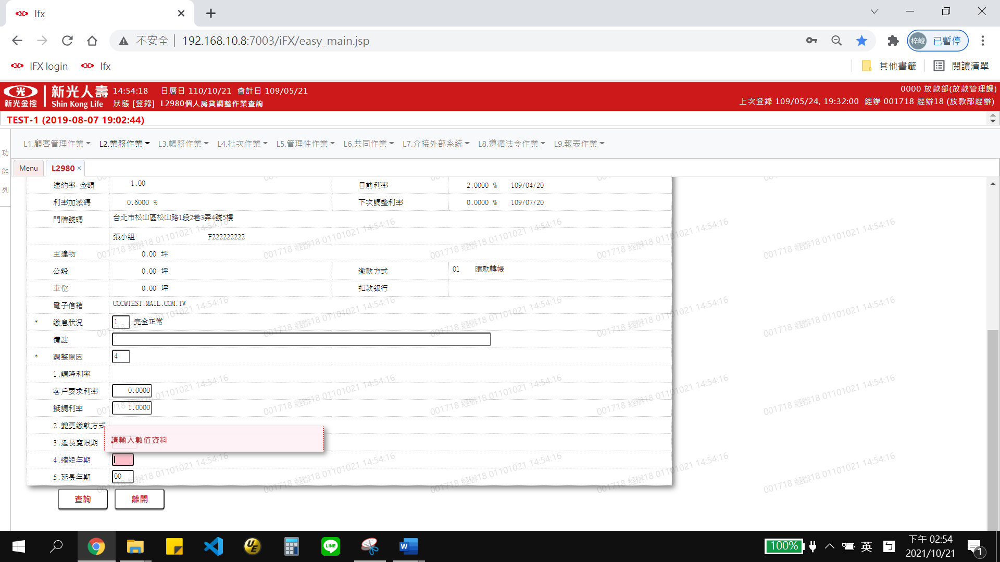 Ifx
不安全 192.168.10.8:7003/iFX/easy_main.jsp
梓峻 已暫停
IFX login Ifx
其他書籤 閱讀清單
新光金控 新光人壽 Shin Kong Life
14:54:18 日曆日 110/10/21 會計日 109/05/21
狀態 [登錄] L2980個人房貸調整作業查詢
0000 放款部(放款管理課)
上次登錄 109/05/24, 19:32:00 經辦 001718 經辦18 (放款部經辦)
TEST-1 (2019-08-07 19:02:44)
功能列
L1.顧客管理作業 L2.業務作業 L3.帳務作業 L4.批次作業 L5.管理性作業 L6.共同作業 L7.介接外部系統 L8.遵循法令作業 L9.報表作業
Menu L2980 ×
違約率-金額 1.00 目前利率 2.0000 % 109/04/20
利率加減碼 0.6000 % 下次調整利率 0.0000 % 109/07/20
門牌號碼 台北市松山區松山路1段2巷3弄4號5樓
張小組 F222222222
主建物 0.00 坪
公設 0.00 坪 繳款方式 01 匯款轉帳
車位 0.00 坪 扣款銀行
電子信箱 CCC@TEST.MAIL.COM.TW
* 繳息狀況 1 完全正常
備註
* 調整原因 4
1.調降利率
客戶要求利率 0.0000
擬調利率 1.0000
2.變更繳款方式
3.延長寬限期
請輸入數值資料
4.縮短年期
5.延長年期 00
查詢 離開
001718 經辦18 01101021 14:54:16
100% 英 ㄅ
下午 02:54
2021/10/21
1